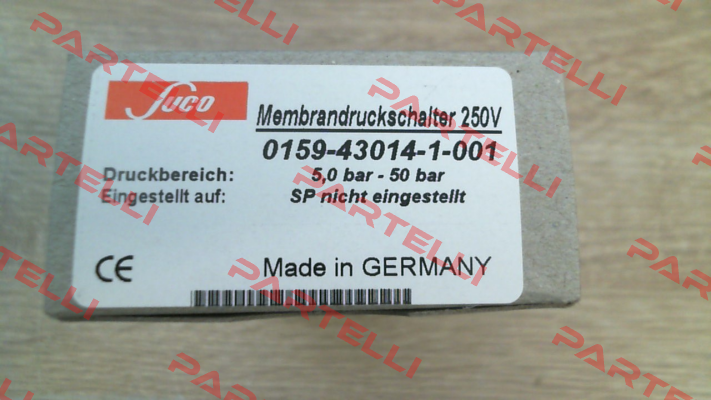 Suco
Membrandruckschalter 250V
0159-43014-1-001
Druckbereich: 5,0 bar - 50 bar
Eingestellt auf: SP nicht eingestellt
CE
Made in GERMANY
PARTELLI
PARTELLI
PARTELLI
PARTELLI
PARTELLI
PARTELLI
PARTELLI
PARTELLI